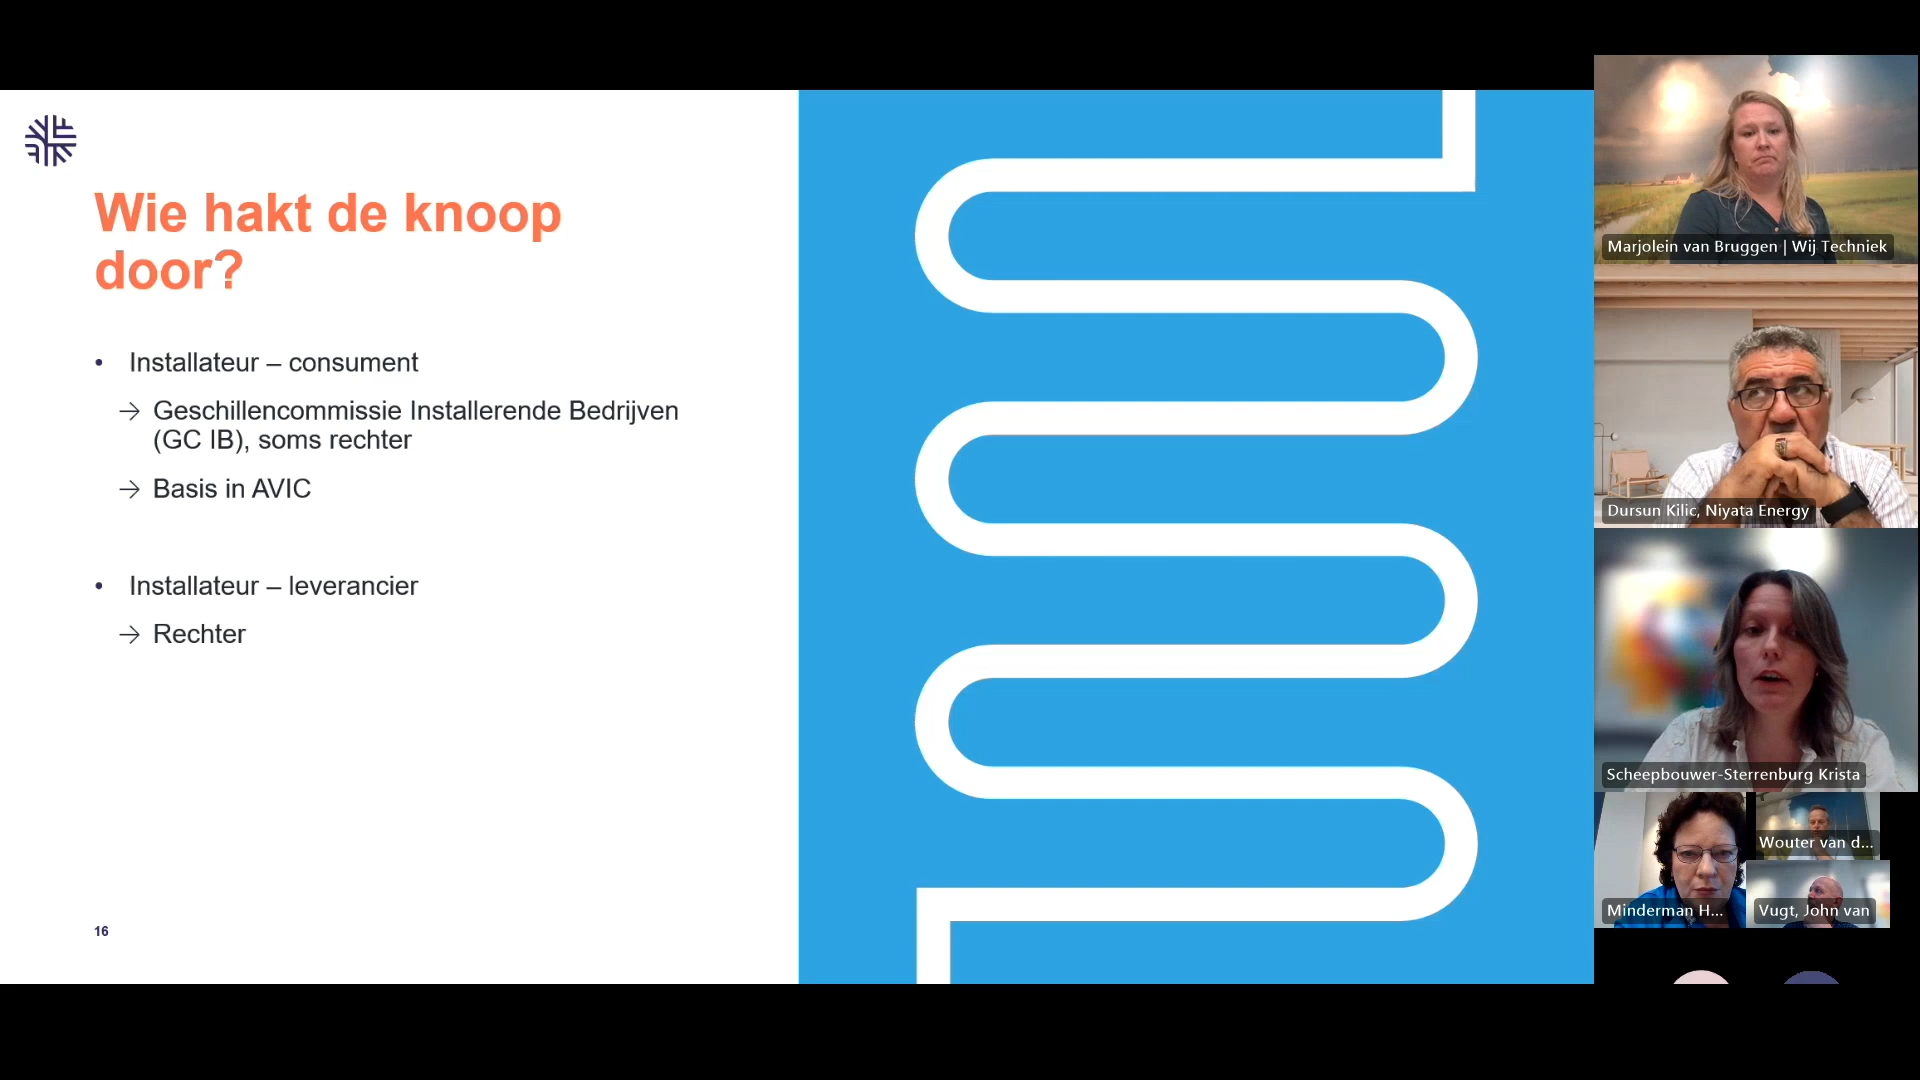 Wie hakt de knoop
door?
• Installateur – consument
→ Geschillencommissie Installerende Bedrijven
(GC IB), soms rechter
→ Basis in AVIC
• Installateur – leverancier
→ Rechter
16
Marjolein van Bruggen | Wij Techniek
Dursun Kilic, Niyata Energy
Scheepbouwer-Sterrenburg Krista
Minderman H...
Wouter van d...
Vugt, John van